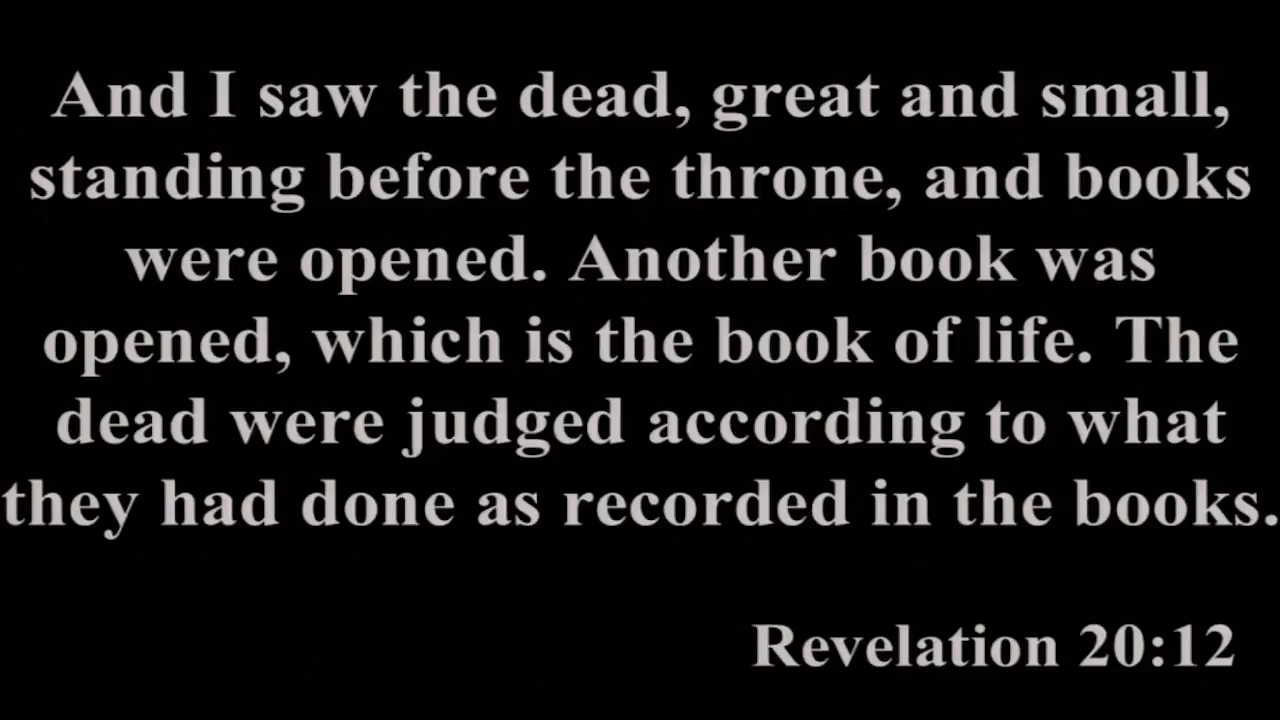 And I saw the dead, great and small,
standing before the throne, and books
were opened. Another book was
opened, which is the book of life. The
dead were judged according to what
they had done as recorded in the books.
Revelation 20:12